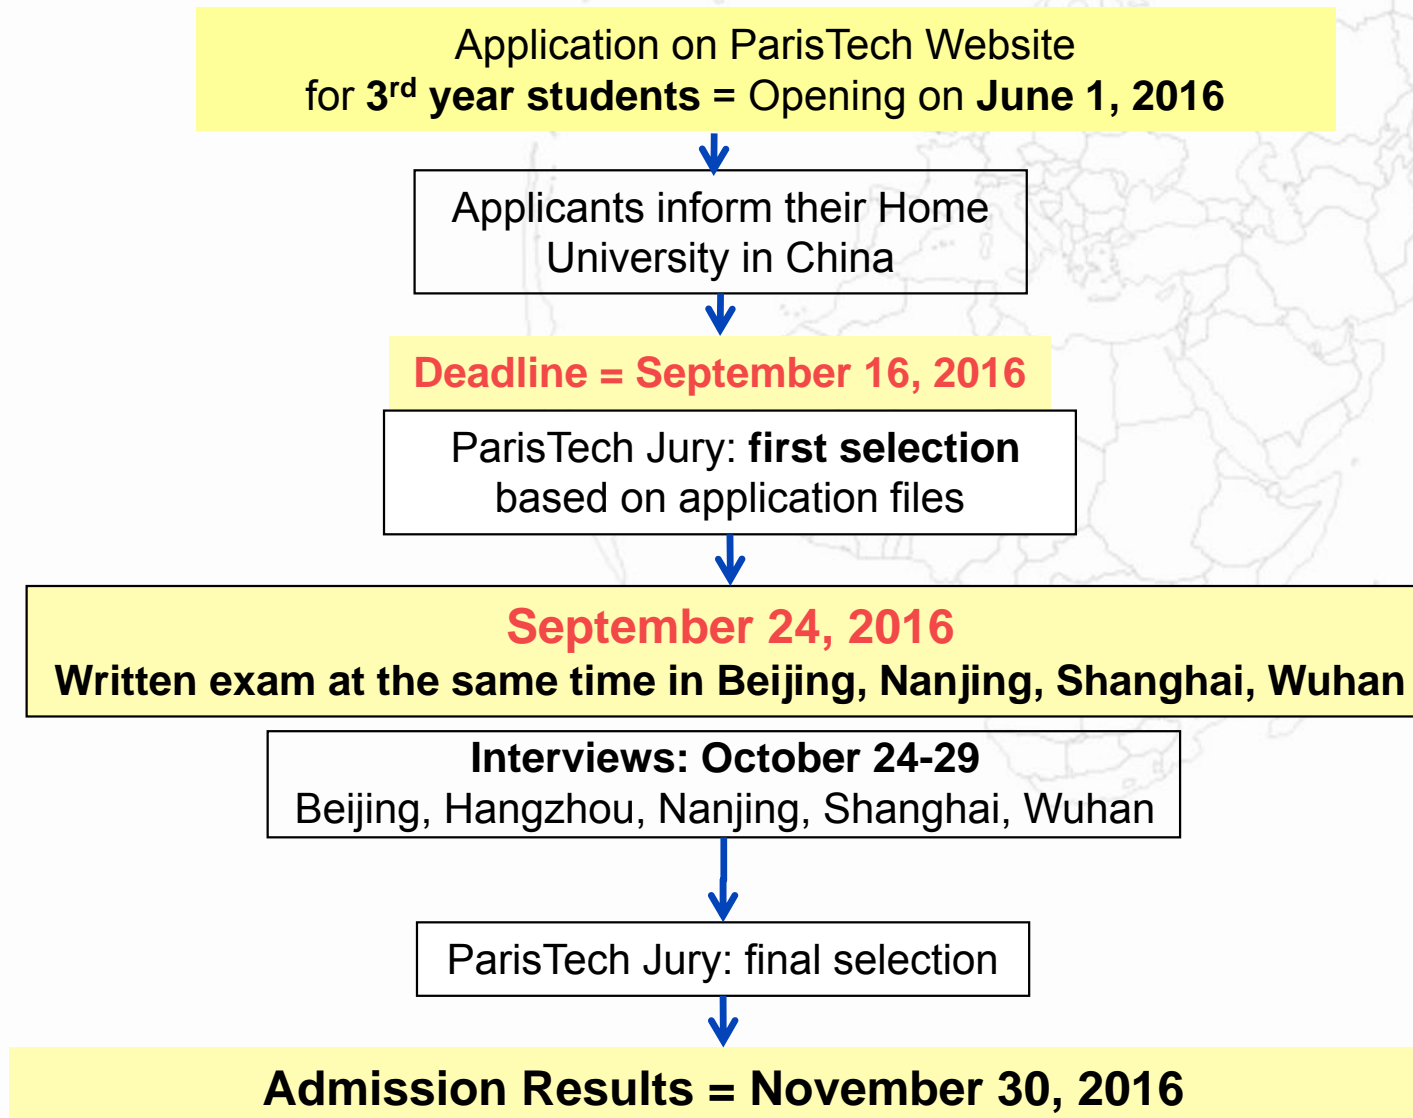 Application on ParisTech Website
for 3rd year students = Opening on June 1, 2016
Applicants inform their Home
University in China
Deadline = September 16, 2016
ParisTech Jury: first selection
based on application files
September 24, 2016
Written exam at the same time in Beijing, Nanjing, Shanghai, Wuhan
Interviews: October 24-29
Beijing, Hangzhou, Nanjing, Shanghai, Wuhan
ParisTech Jury: final selection
Admission Results = November 30, 2016